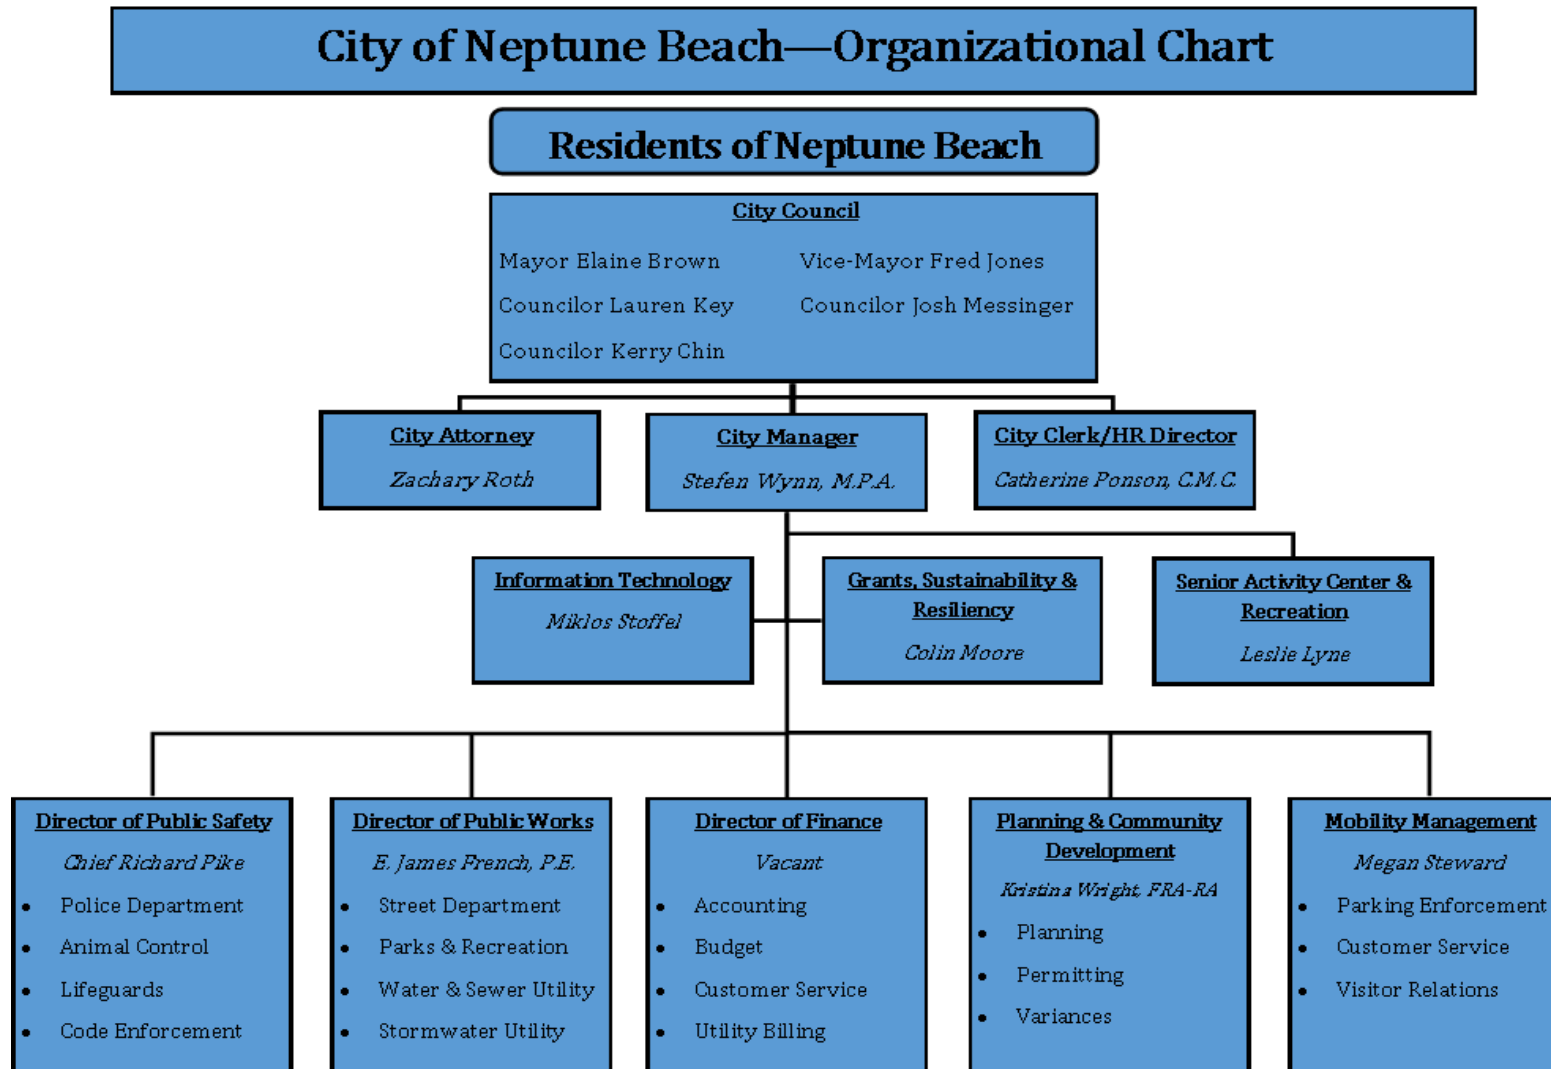 City of Neptune Beach—Organizational Chart
Residents of Neptune Beach
City Council
Mayor Elaine Brown
Vice-Mayor Fred Jones
Councilor Lauren Key
Councilor Josh Messinger
Councilor Kerry Chin
City Attorney
Zachary Roth
City Manager
Stefen Wynn, M.P.A.
City Clerk/HR Director
Catherine Ponson, C.M.C.
Information Technology
Miklos Stoffel
Grants, Sustainability &
Resiliency
Colin Moore
Senior Activity Center &
Recreation
Leslie Lyne
Director of Public Safety
Chief Richard Pike
• Police Department
• Animal Control
• Lifeguards
• Code Enforcement
Director of Public Works
E. James French, P.E.
• Street Department
• Parks & Recreation
• Water & Sewer Utility
• Stormwater Utility
Director of Finance
Vacant
• Accounting
• Budget
• Customer Service
• Utility Billing
Planning & Community
Development
Kristina Wright, FRA-RA
• Planning
• Permitting
• Variances
Mobility Management
Megan Steward
• Parking Enforcement
• Customer Service
• Visitor Relations